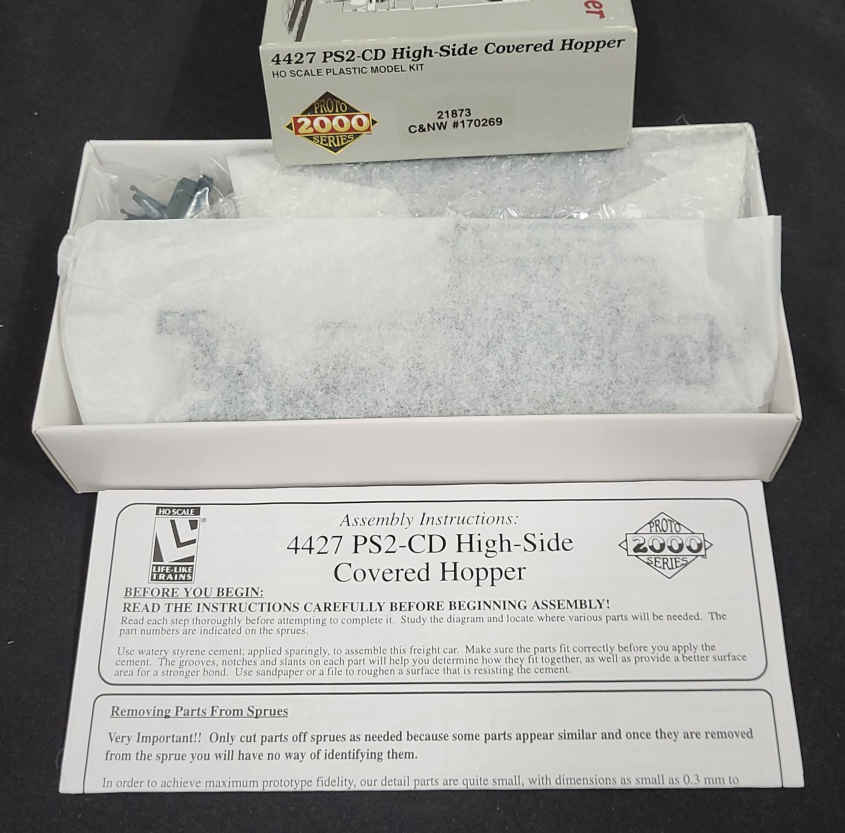 er
4427 PS2-CD High-Side Covered Hopper
HO SCALE PLASTIC MODEL KIT
PROTO
2000
SERIES
21873
C&NW #170269
HO SCALE
LIFE-LIKE
TRAINS
Assembly Instructions:
4427 PS2-CD High-Side
Covered Hopper
PROTO
2000
SERIES
BEFORE YOU BEGIN:
READ THE INSTRUCTIONS CAREFULLY BEFORE BEGINNING ASSEMBLY!
Read each step thoroughly before attempting to complete it. Study the diagram and locate where various parts will be needed. The
part numbers are indicated on the sprues.
Use watery styrene cement, applied sparingly, to assemble this freight car. Make sure the parts fit correctly before you apply the
cement. The grooves, notches and slants on each part will help you determine how they fit together, as well as provide a better surface
area for a stronger bond. Use sandpaper or a file to roughen a surface that is resisting the cement.
Removing Parts From Sprues
Very Important!! Only cut parts off sprues as needed because some parts appear similar and once they are removed
from the sprue you will have no way of identifying them.
In order to achieve maximum prototype fidelity, our detail parts are quite small, with dimensions as small as 0.3 mm to